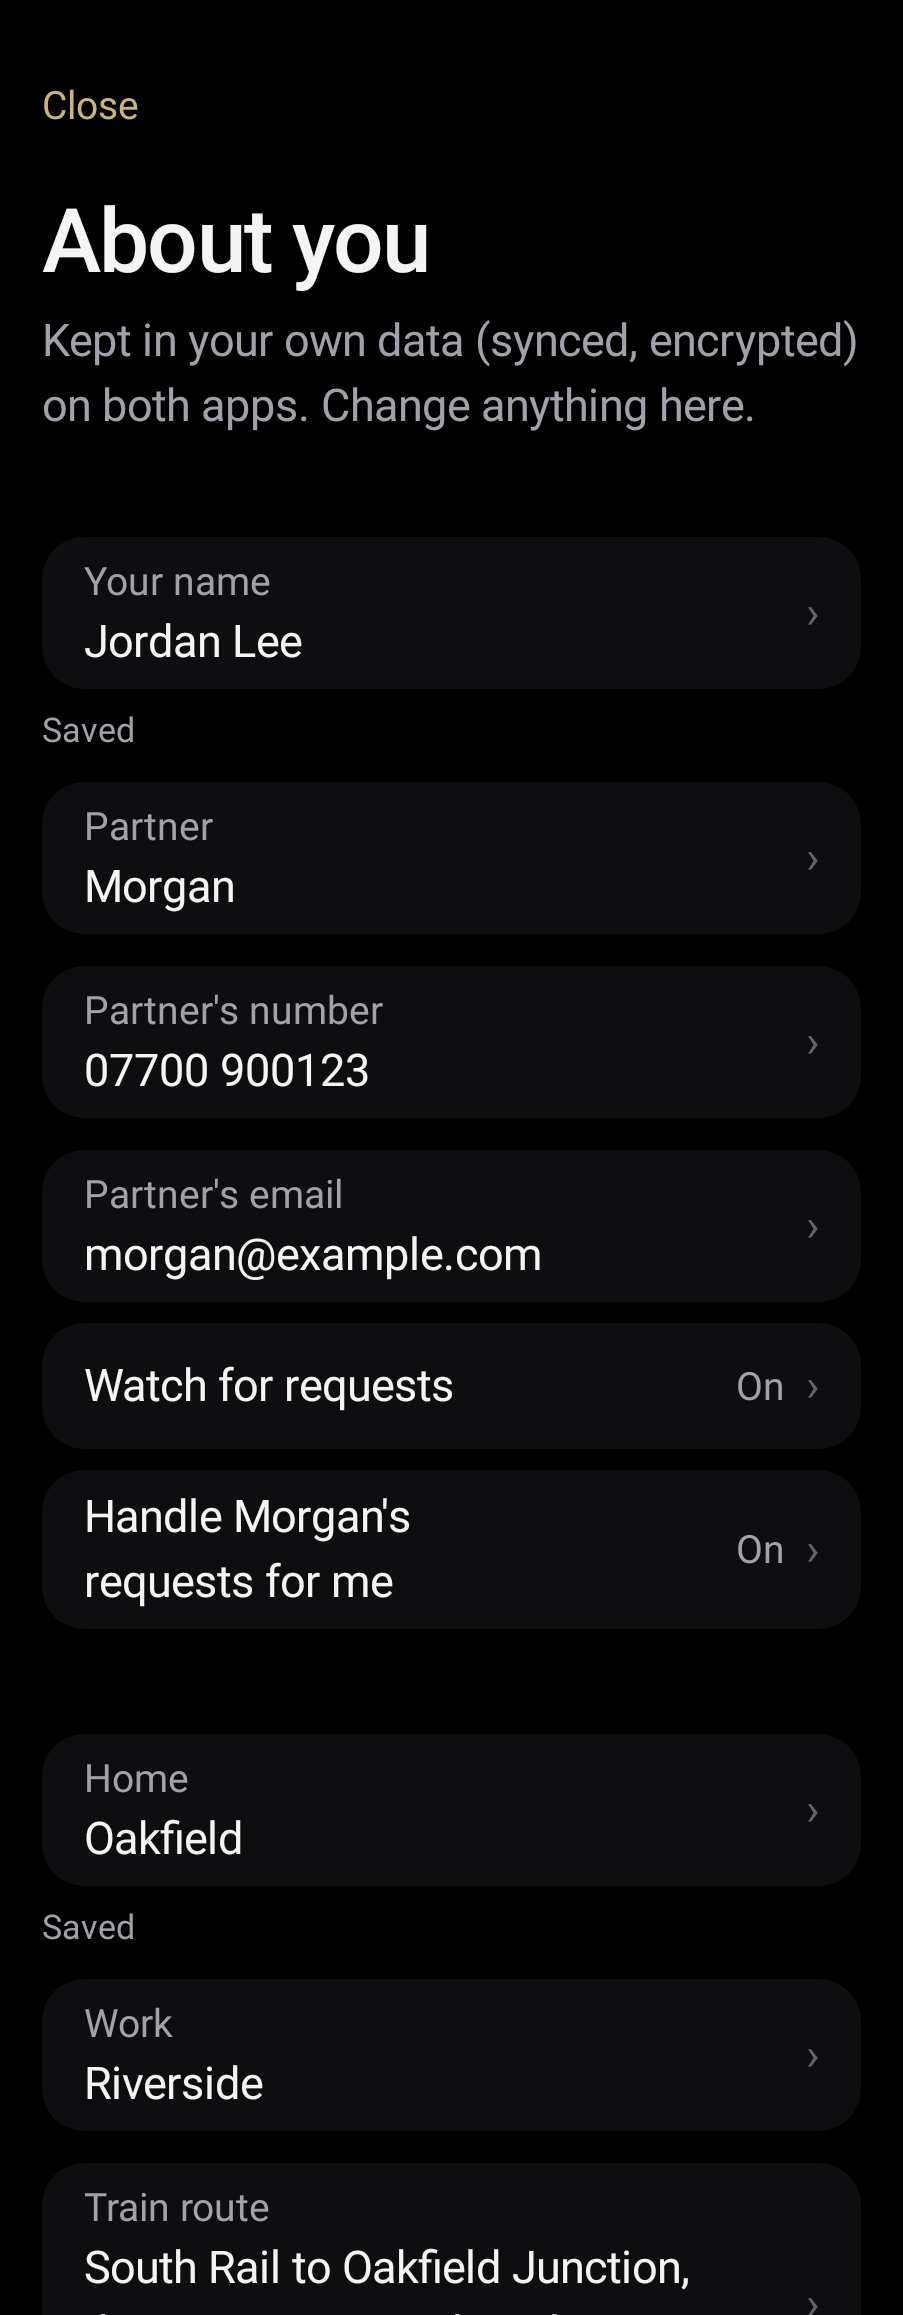 Close
About you
Kept in your own data (synced, encrypted)
on both apps. Change anything here.
Your name
Jordan Lee
Saved
Partner
Morgan
Partner's number
07700 900123
Partner's email
morgan@example.com
Watch for requests
On
Handle Morgan's
requests for me
On
Home
Oakfield
Saved
Work
Riverside
Train route
South Rail to Oakfield Junction,